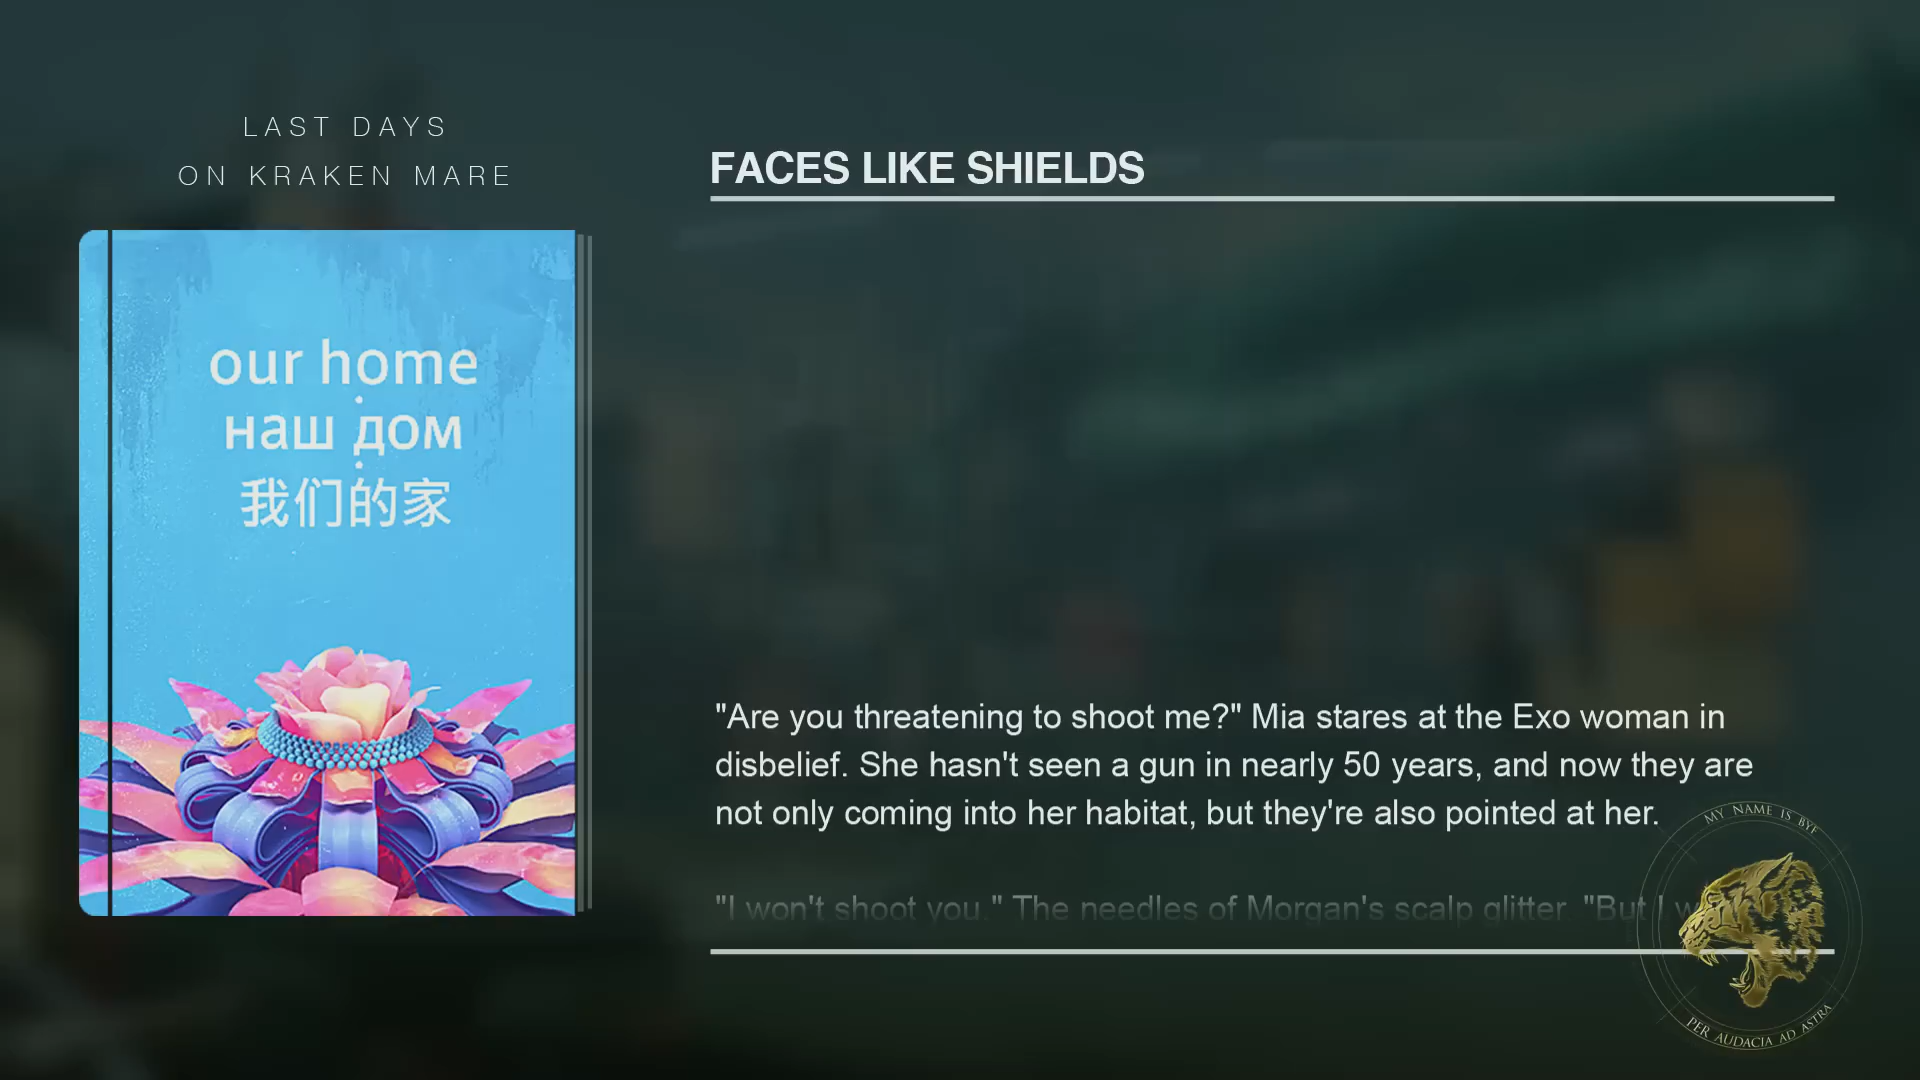 LAST DAYS
ON KRAKEN MARE
our home
наш дом
我们的家
FACES LIKE SHIELDS
"Are you threatening to shoot me?" Mia stares at the Exo woman in
disbelief. She hasn't seen a gun in nearly 50 years, and now they are
not only coming into her habitat, but they're also pointed at her.
"I won't shoot you." The needles of Morgan's scalp glitter. "But I
MY NAME IS BYF
PER AUDACIA AD ASTRA